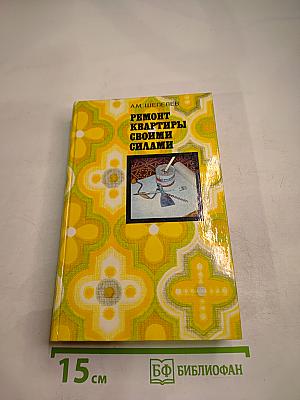 А.М. ШЕПЕЛЕВ
РЕМОНТ
КВАРТИРЫ
СВОИМИ
СИЛАМИ
15 см
БФ БИБЛИОФАН